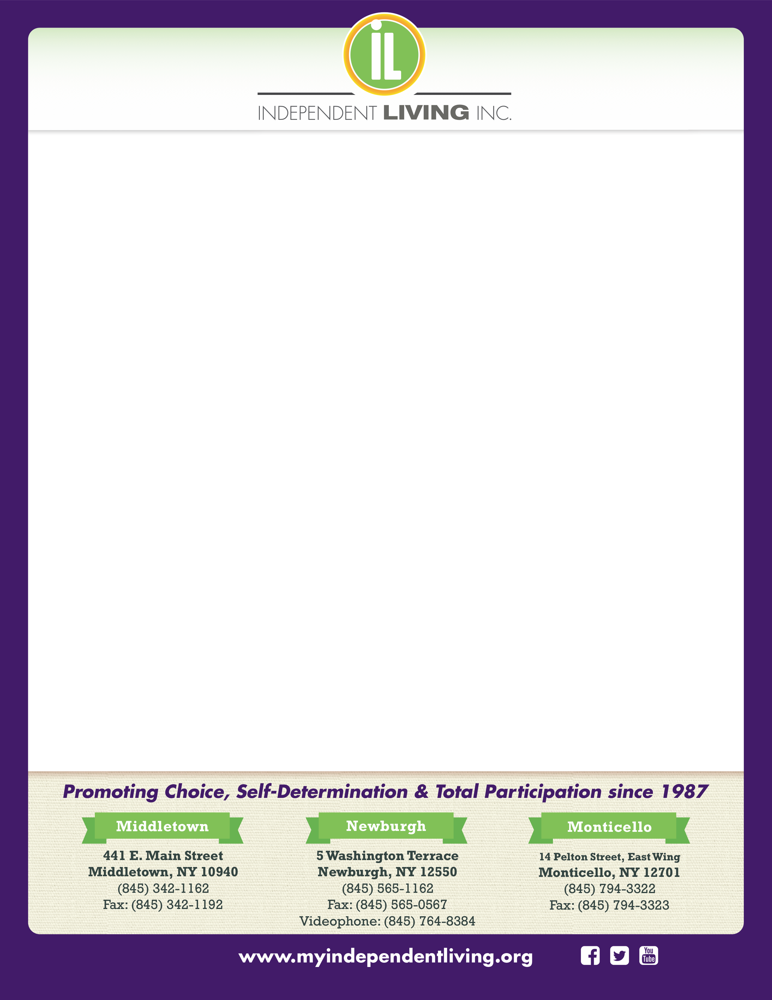 iL
INDEPENDENT LIVING INC.
Promoting Choice, Self-Determination & Total Participation since 1987
Middletown
441 E. Main Street
Middletown, NY 10940
(845) 342-1162
Fax: (845) 342-1192
Newburgh
5 Washington Terrace
Newburgh, NY 12550
(845) 565-1162
Fax: (845) 565-0567
Videophone: (845) 764-8384
Monticello
14 Pelton Street, East Wing
Monticello, NY 12701
(845) 794-3322
Fax: (845) 794-3323
www.myindependentliving.org
f
You
Tube